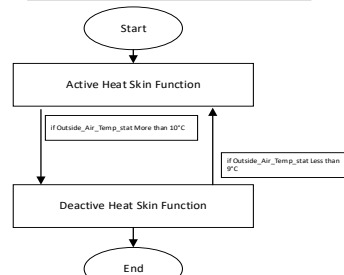 Start
Active Heat Skin Function
if Outside_Air_Temp_stat More than 10°C
if Outside_Air_Temp_stat Less than
9°C
Deactive Heat Skin Function
End